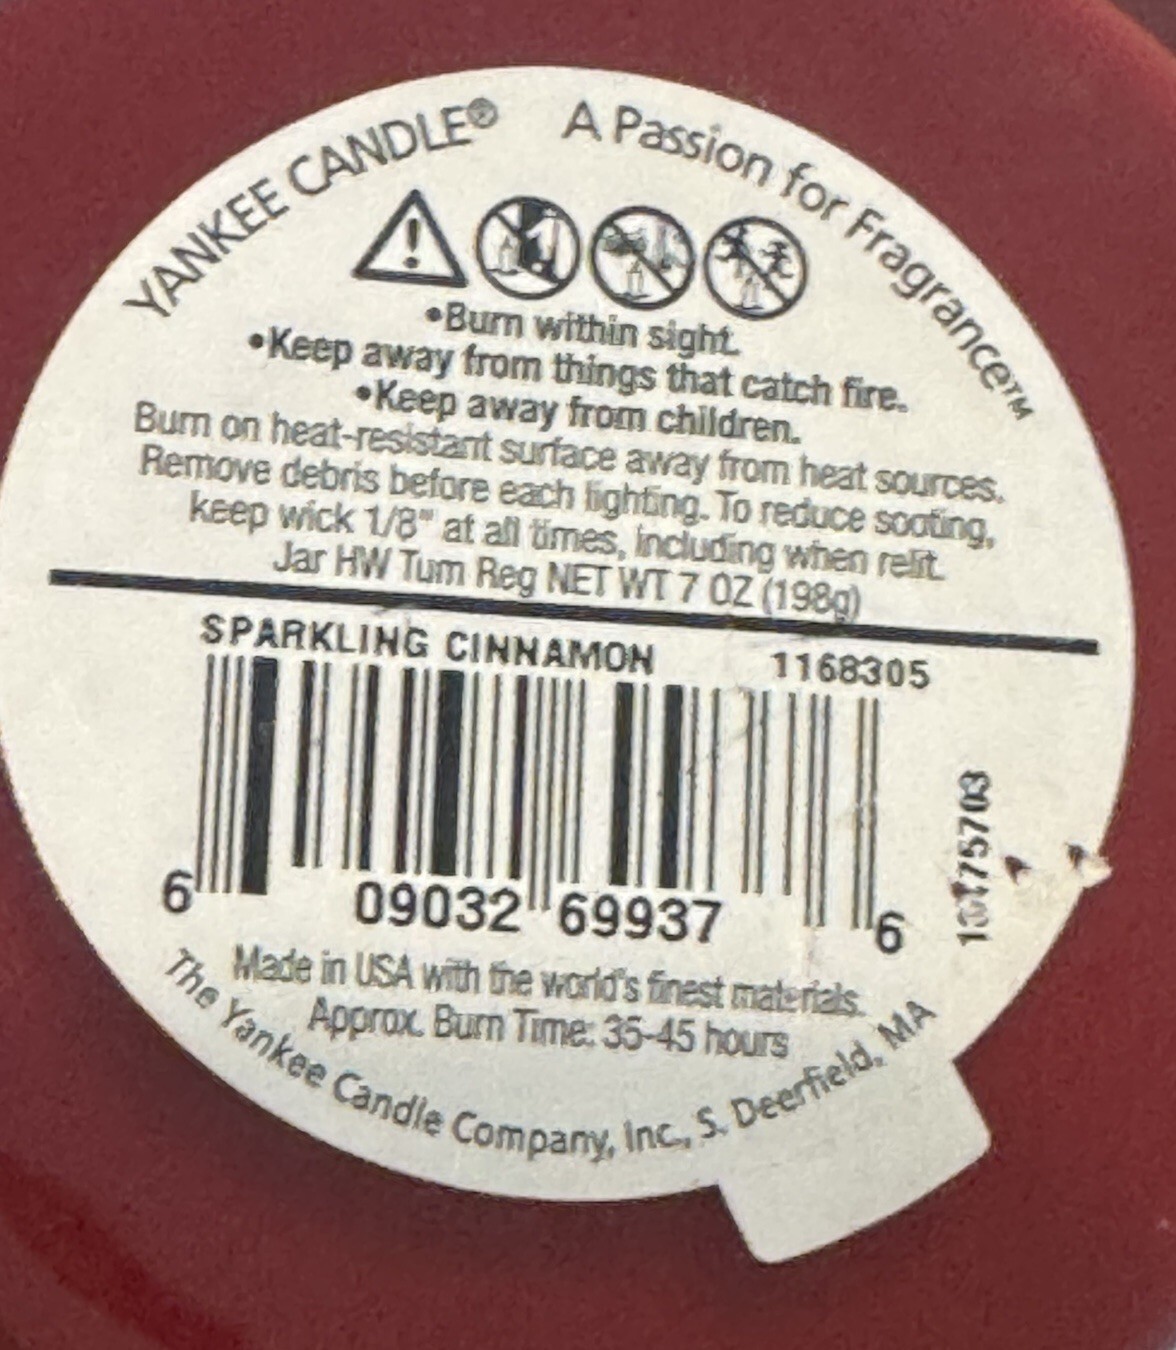 YANKEE CANDLE® A Passion for Fragrance™
•Burn within sight.
•Keep away from things that catch fire.
•Keep away from children.
Burn on heat-resistant surface away from heat sources.
Remove debris before each lighting. To reduce sooting,
keep wick 1/8" at all times, including when relit.
Jar HW Tum Reg NET WT 7 OZ (198g)
SPARKLING CINNAMON 1168305
6 09032 69937 6
Made in USA with the world's finest materials.
Approx. Burn Time: 35-45 hours
The Yankee Candle Company, Inc., S. Deerfield, MA